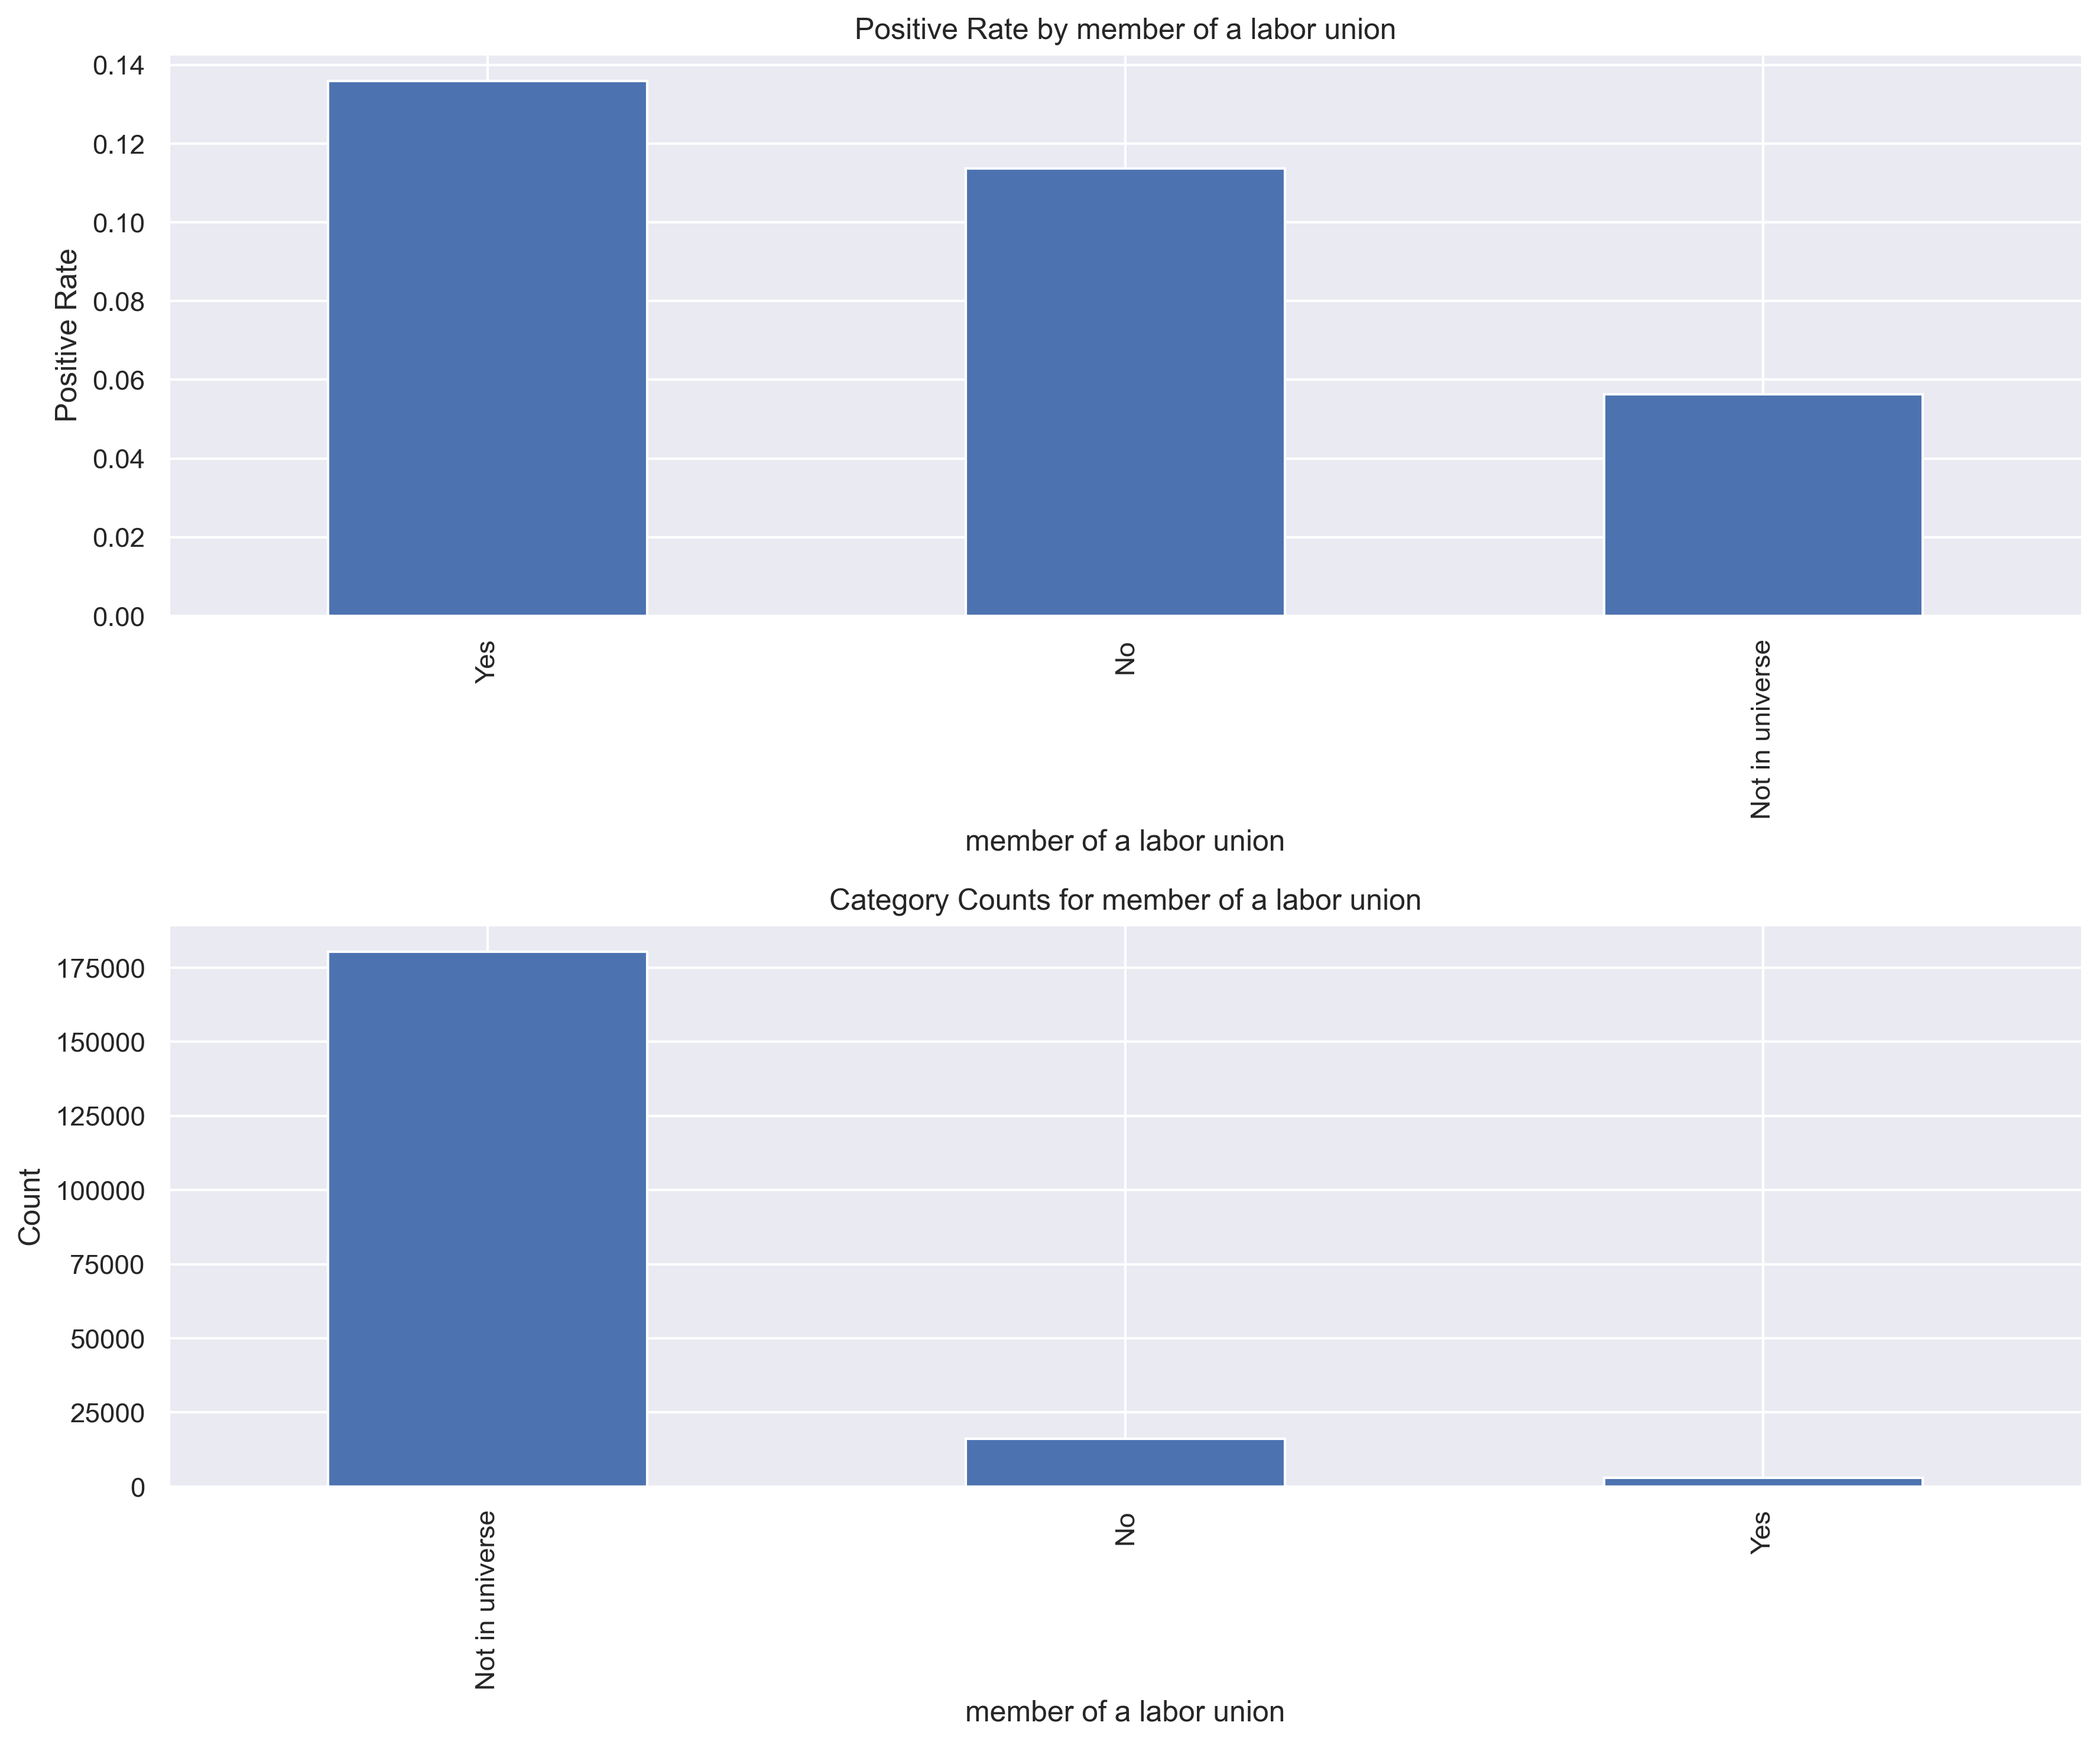 Positive Rate by member of a labor union
0.14
0.12
0.10
0.08
0.06
0.04
0.02
0.00
Positive Rate
Yes
No
Not in universe
member of a labor union
Category Counts for member of a labor union
175000
150000
125000
100000
75000
50000
25000
0
Count
Not in universe
No
Yes
member of a labor union